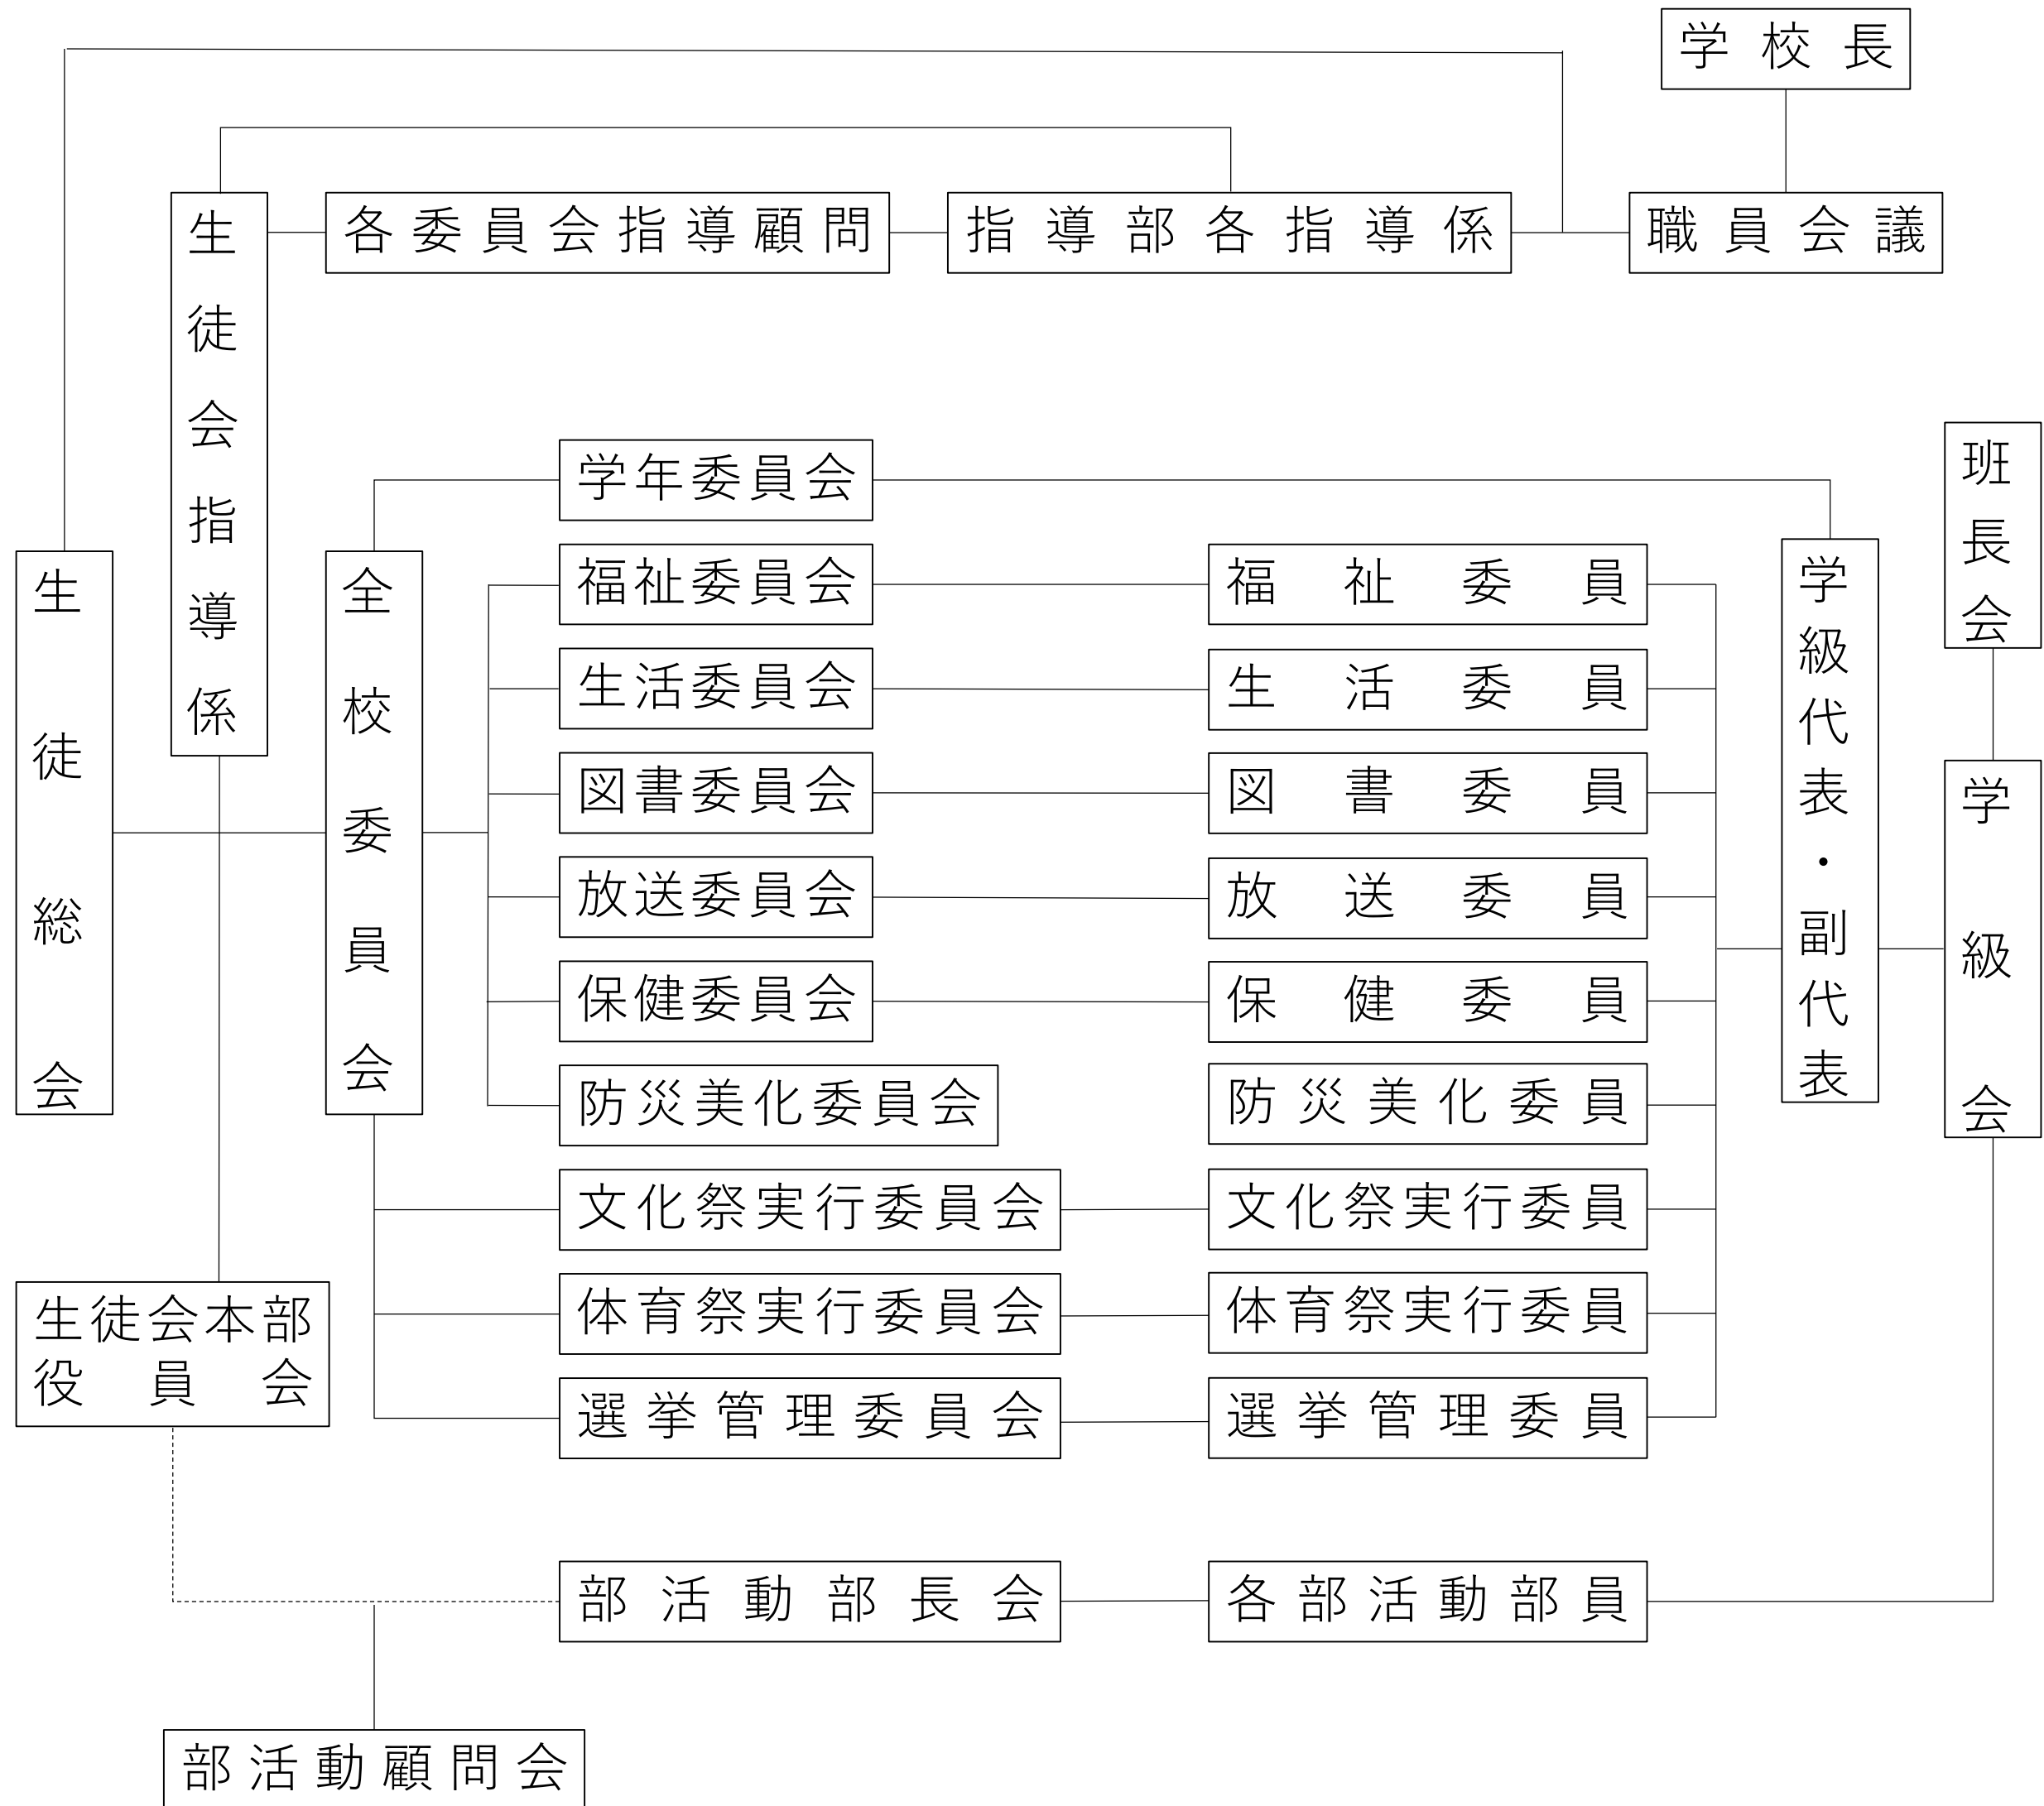 学校長
生徒会指導係
各委員会指導顧問
指導部各指導係
職員会議
班長会
学年委員会
生徒総会
全校委員会
福祉委員会
福祉委員
学級代表・副代表
生活委員会
生活委員
図書委員会
図書委員
学級会
放送委員会
放送委員
保健委員会
保健委員
防災美化委員会
防災美化委員
文化祭実行委員会
文化祭実行委員
体育祭実行委員会
体育祭実行委員
生徒会本部
役員会
選挙管理委員会
選挙管理委員
部活動部長会
各部活動部員
部活動顧問会